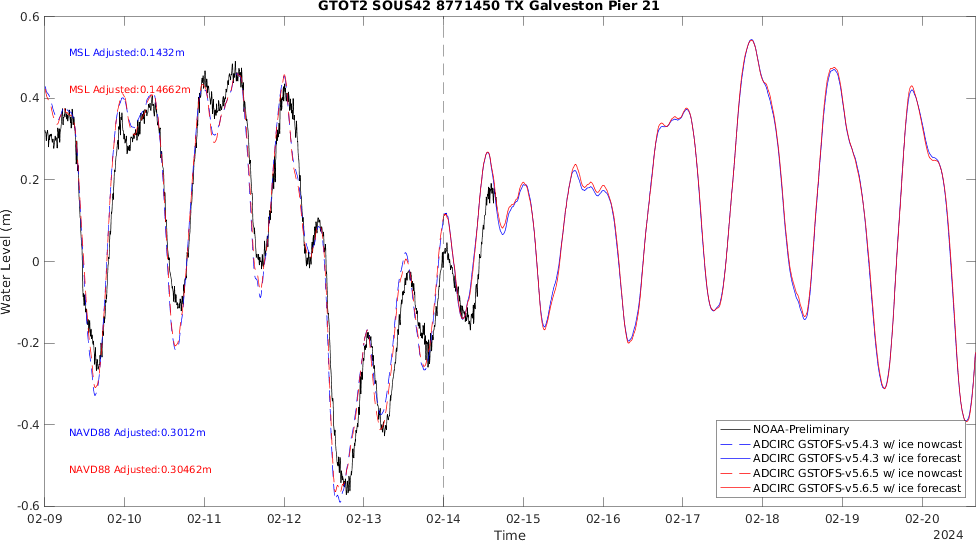 GTOT2 SOUS42 8771450 TX Galveston Pier 21
0.6
0.4
0.2
0
-0.2
-0.4
-0.6
Water Level (m)
MSL Adjusted:0.1432m
MSL Adjusted:0.14662m
NAVD88 Adjusted:0.3012m
NAVD88 Adjusted:0.30462m
NOAA-Preliminary
ADCIRC GSTOFS-v5.4.3 w/ ice nowcast
ADCIRC GSTOFS-v5.4.3 w/ ice forecast
ADCIRC GSTOFS-v5.6.5 w/ ice nowcast
ADCIRC GSTOFS-v5.6.5 w/ ice forecast
02-09 02-10 02-11 02-12 02-13 02-14 02-15 02-16 02-17 02-18 02-19 02-20
Time
2024